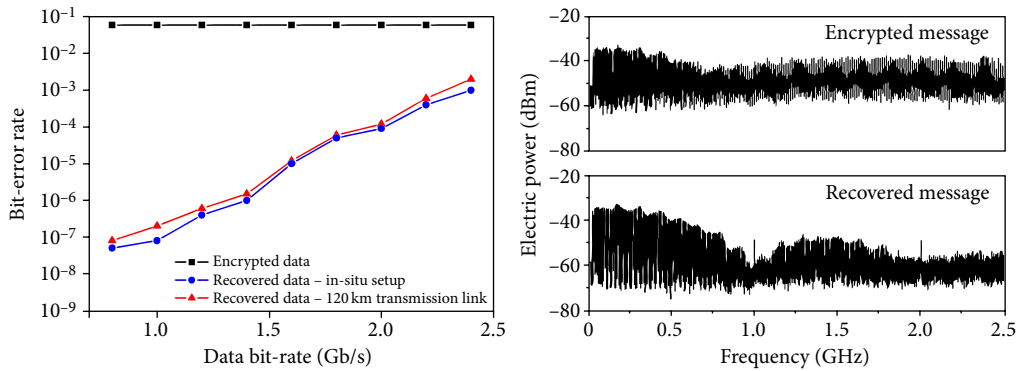 10⁻¹
10⁻²
10⁻³
10⁻⁴
10⁻⁵
10⁻⁶
10⁻⁷
10⁻⁸
10⁻⁹
Bit-error rate
Encrypted data
Recovered data – in-situ setup
Recovered data – 120 km transmission link
1.0 1.5 2.0 2.5
Data bit-rate (Gb/s)
Electric power (dBm)
–20
–40
–60
–80
Encrypted message
–20
–40
–60
–80
Recovered message
0 0.5 1.0 1.5 2.0 2.5
Frequency (GHz)